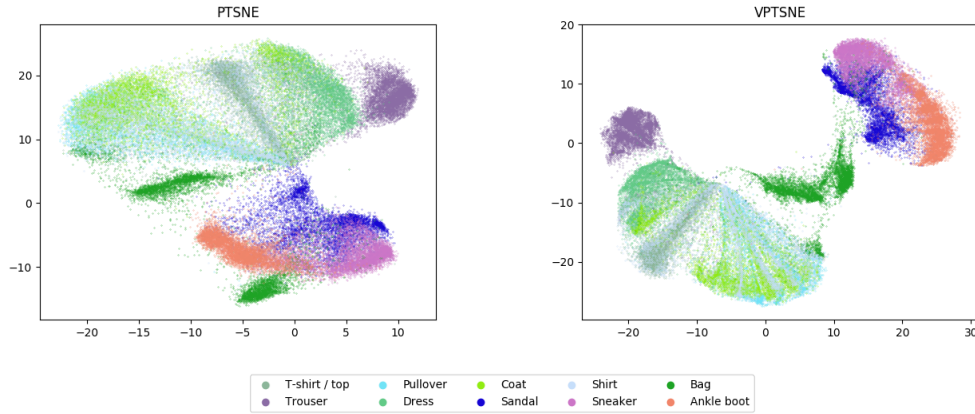 PTSNE
VPTSNE
20
10
0
−10
−20 −15 −10 −5 0 5 10
20
10
0
−10
−20
−20 −10 0 10 20 30
T-shirt / top Pullover Coat Shirt Bag
Trouser Dress Sandal Sneaker Ankle boot